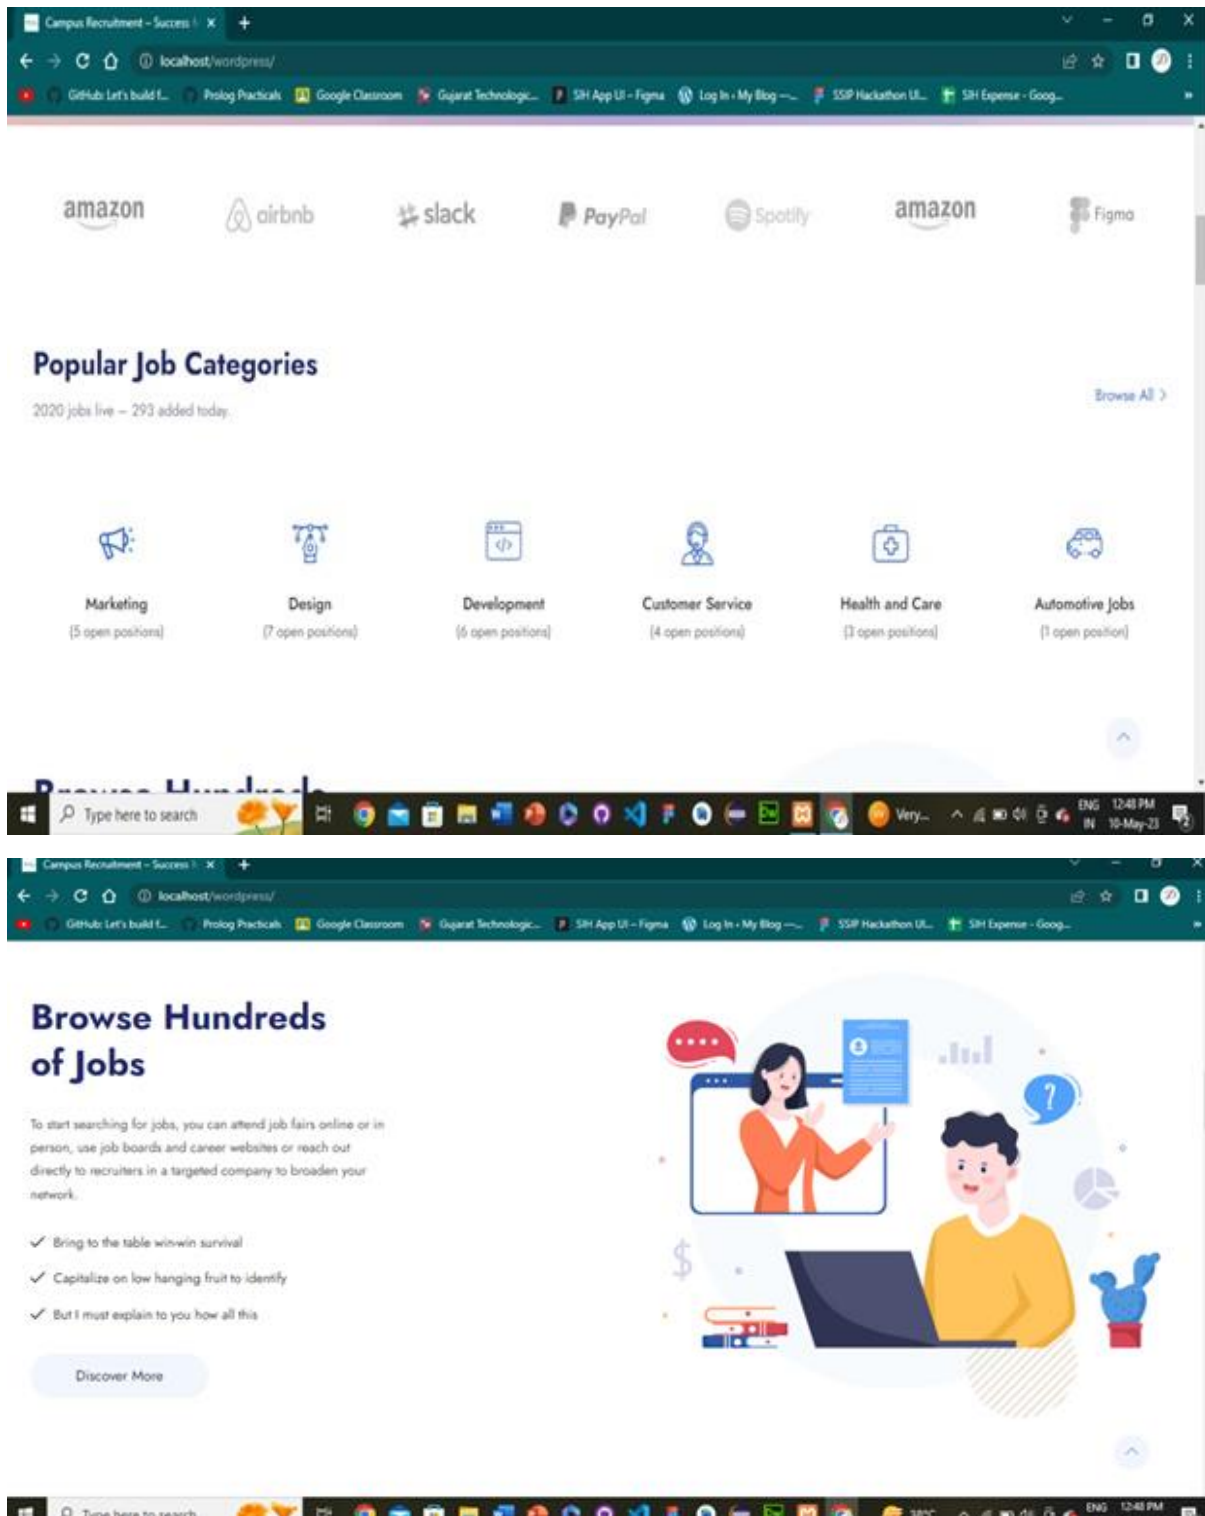 Campus Recruitment – Success
localhost/wordpress/
GitHub: Let's build f... Prolog Practicals Google Classroom Gujarat Technologic... SIH App UI – Figma Log In ‹ My Blog —... SSIP Hackathon UI... SIH Expense - Goog...
amazon airbnb slack PayPal Spotify amazon Figma
Popular Job Categories
2020 jobs live – 293 added today.
Browse All >
Marketing Design Development Customer Service Health and Care Automotive Jobs
(5 open positions) (7 open positions) (6 open positions) (4 open positions) (3 open positions) (1 open position)
Browse Hundreds
Type here to search
Very...
ENG 12:48 PM
IN 10-May-23
2
Campus Recruitment – Success
localhost/wordpress/
GitHub: Let's build f... Prolog Practicals Google Classroom Gujarat Technologic... SIH App UI – Figma Log In ‹ My Blog —... SSIP Hackathon UI... SIH Expense - Goog...
Browse Hundreds
of Jobs
To start searching for jobs, you can attend job fairs online or in
person, use job boards and career websites or reach out
directly to recruiters in a targeted company to broaden your
network.
Bring to the table win-win survival
Capitalize on low hanging fruit to identify
But I must explain to you how all this
Discover More
?
$
Type here to search
38°C
ENG 12:48 PM